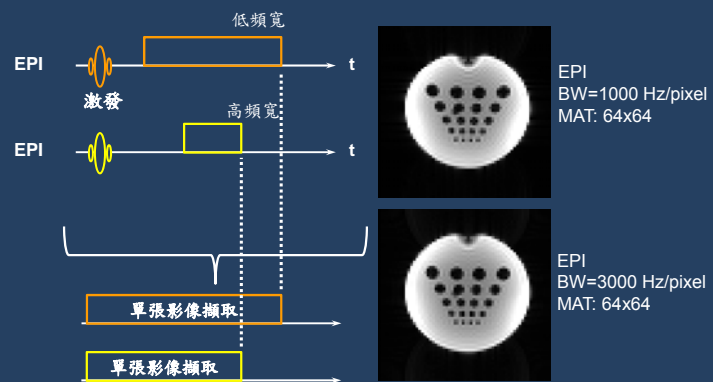 低頻寬
EPI
t
激發
高頻寬
EPI
t
單張影像擷取
單張影像擷取
EPI
BW=1000 Hz/pixel
MAT: 64x64
EPI
BW=3000 Hz/pixel
MAT: 64x64